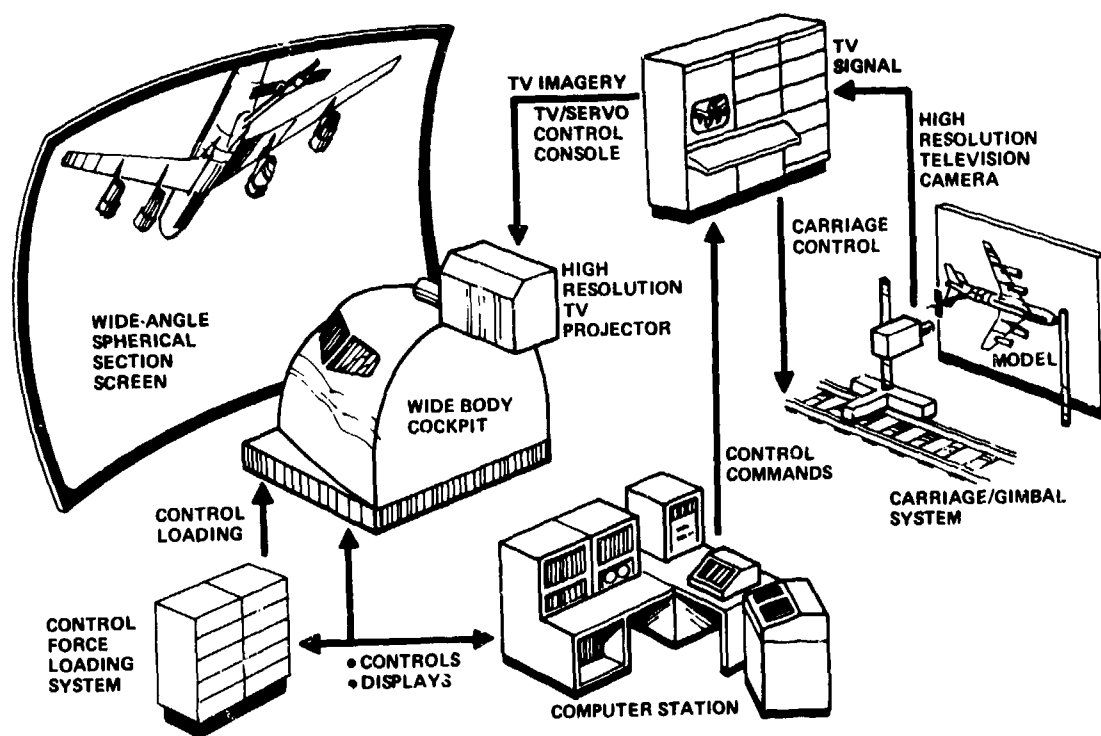 TV IMAGERY
TV/SERVO
CONTROL
CONSOLE
TV
SIGNAL
HIGH
RESOLUTION
TELEVISION
CAMERA
CARRIAGE
CONTROL
MODEL
CARRIAGE/GIMBAL
SYSTEM
HIGH
RESOLUTION
TV
PROJECTOR
WIDE-ANGLE
SPHERICAL
SECTION
SCREEN
WIDE BODY
COCKPIT
CONTROL
COMMANDS
CONTROL
LOADING
CONTROL
FORCE
LOADING
SYSTEM
• CONTROLS
• DISPLAYS
COMPUTER STATION